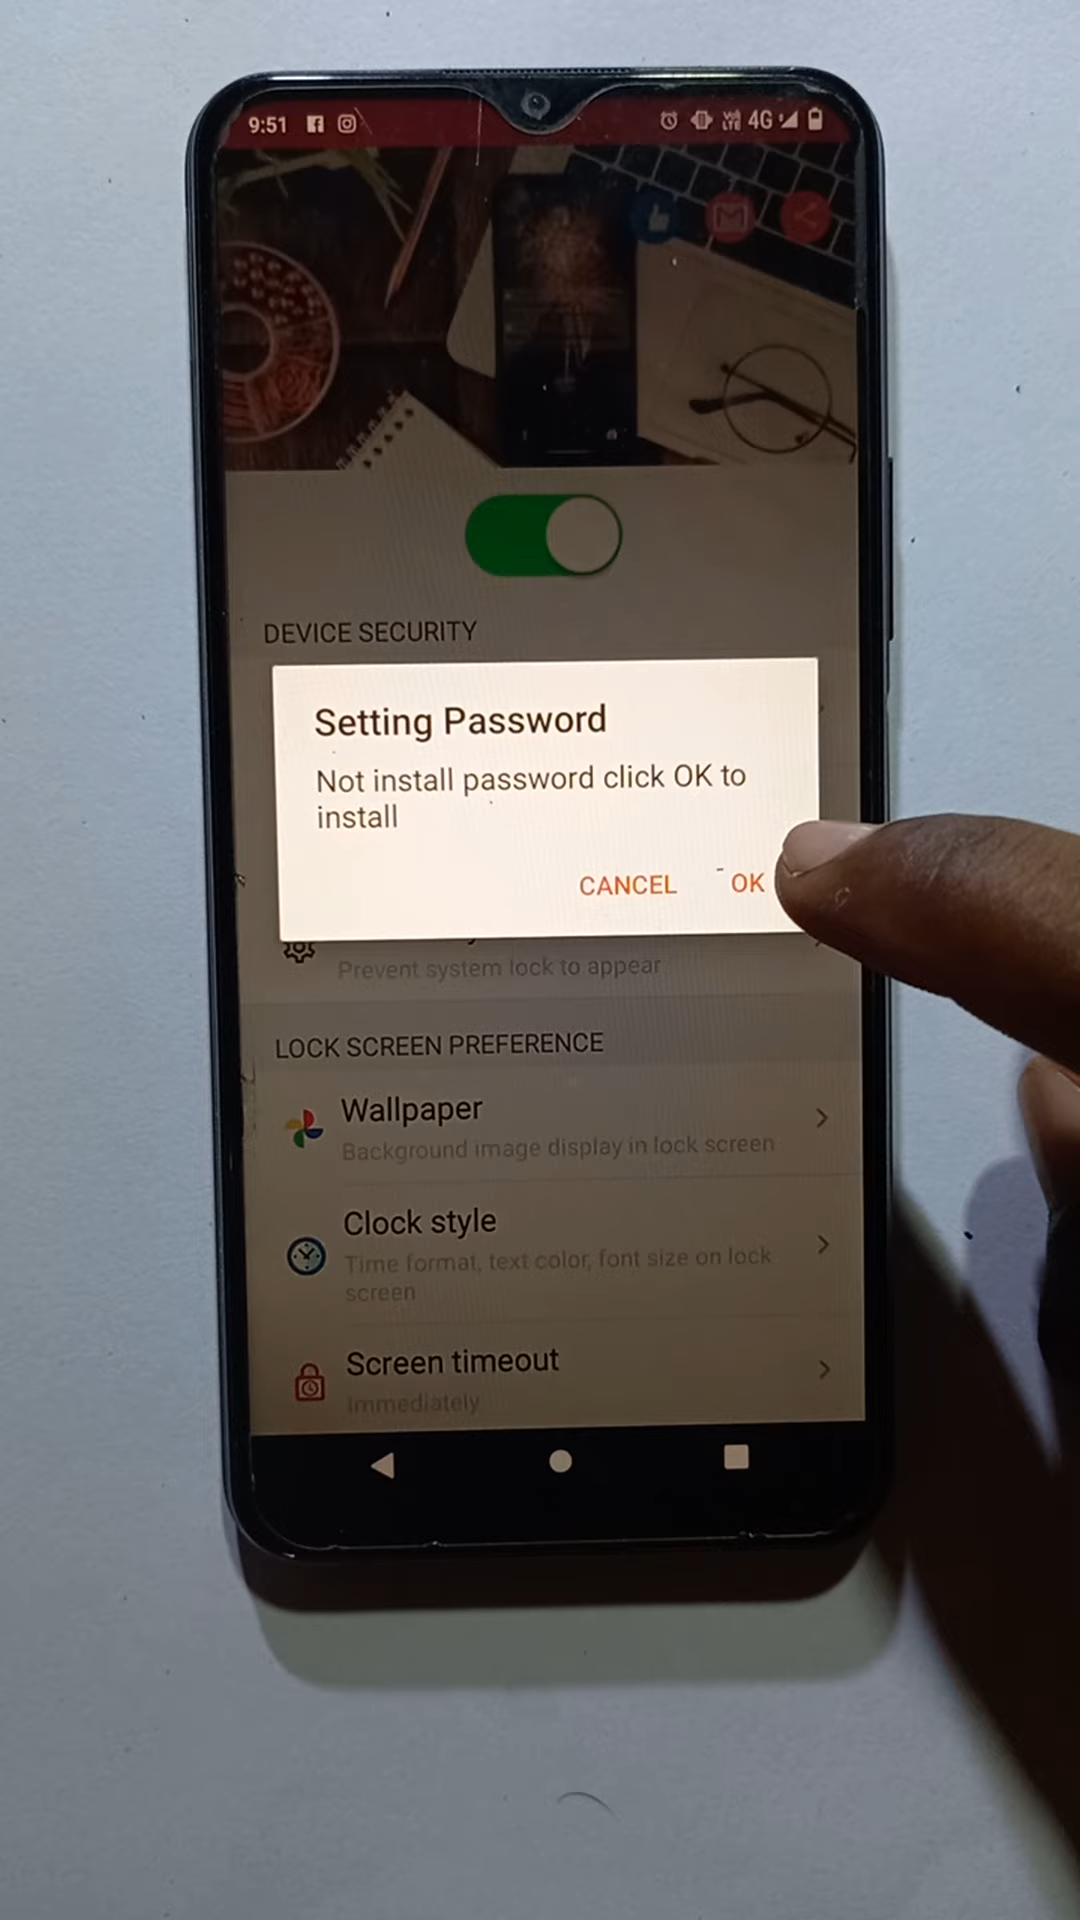 9:51
VoLTE 4G
DEVICE SECURITY
Setting Password
Not install password click OK to
install
CANCEL OK
Prevent system lock to appear
LOCK SCREEN PREFERENCE
Wallpaper
Background image display in lock screen
Clock style
Time format, text color, font size on lock
screen
Screen timeout
Immediately